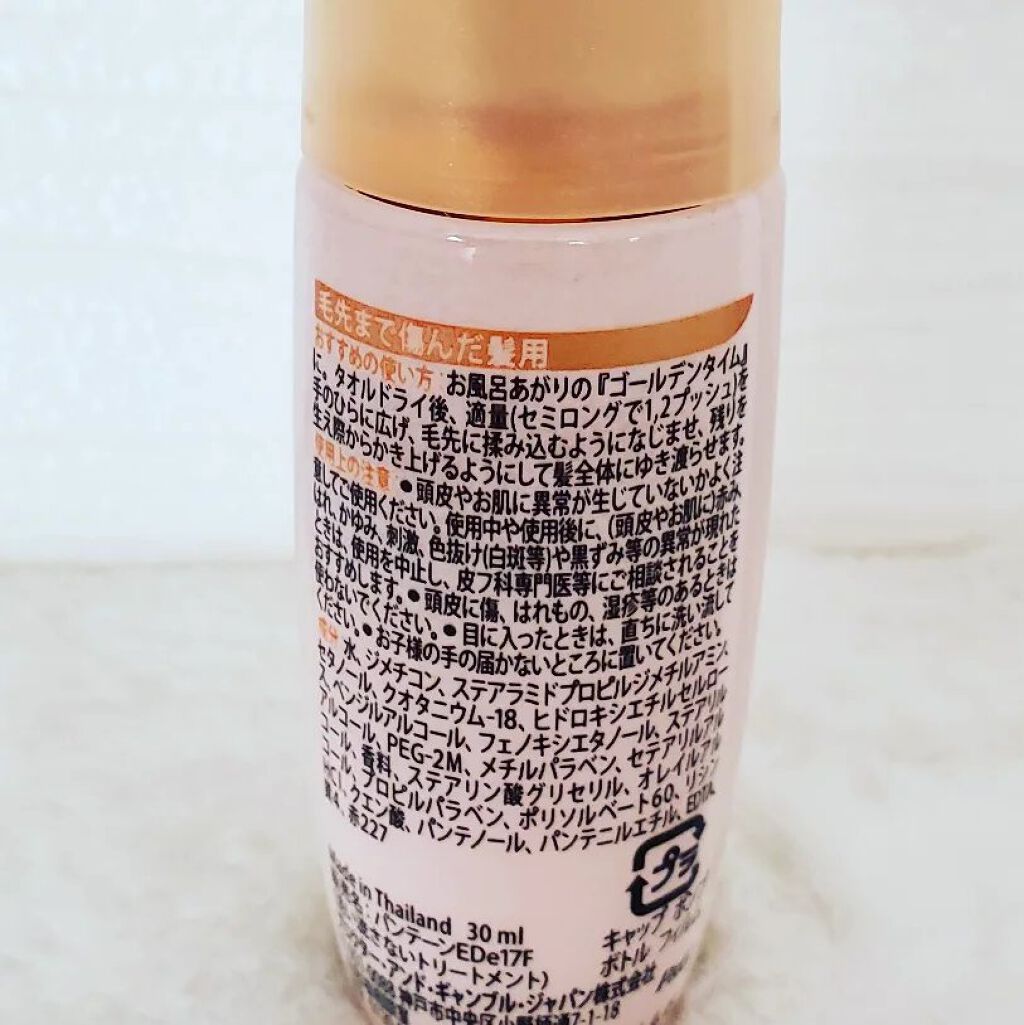 毛先まで傷んだ髪用
おすすめの使い方 お風呂あがりの『ゴールデンタイム』
に、タオルドライ後、適量(セミロングで1,2プッシュ)を
手のひらに広げ、毛先に揉み込むようになじませ、残りを
生え際からかき上げるようにして髪全体にゆき渡らせます。
使用上の注意 ●頭皮やお肌に異常が生じていないかよく注
意してご使用ください。使用中や使用後に、(頭皮やお肌に)赤み、
はれ、かゆみ、刺激、色抜け(白斑等)や黒ずみ等の異常が現れた
ときは、使用を中止し、皮フ科専門医等にご相談されることを
おすすめします。●頭皮に傷、はれもの、湿疹等のあるときは
使わないでください。●目に入ったときは、直ちに洗い流して
ください。●お子様の手の届かないところに置いてください。
成分 水、ジメチコン、ステアラミドプロピルジメチルアミン、
セタノール、クオタニウム-18、ヒドロキシエチルセルロー
ス、ベンジルアルコール、フェノキシエタノール、ステアリル
アルコール、PEG-2M、メチルパラベン、セテアリルアル
コール、香料、ステアリン酸グリセリル、オレイルアル
コール、プロピルパラベン、ポリソルベート60、リシン
HCl、クエン酸、パンテノール、パンテニルエチル、EDTA、
赤227
Made in Thailand 30 ml
パンテーンEDe17F
さないトリートメント)
アンド・ギャンブル・ジャパン株式会社
神戸市中央区小野柄通7-1-18
プラ
キャップ
ボトル